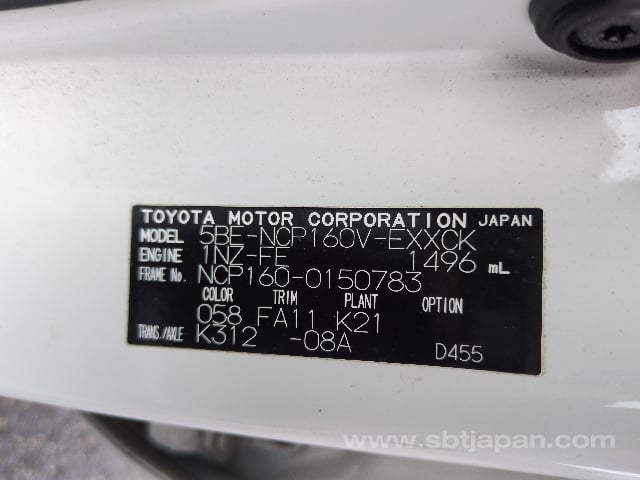 TOYOTA MOTOR CORPORATION JAPAN
MODEL 5BE-NCP160V-EXXCK
ENGINE 1NZ-FE 1496 mL
FRAME No. NCP160-0150783
COLOR TRIM PLANT OPTION
058 FA11 K21
TRANS./AXLE K312 -08A D455
www.sbtjapan.com